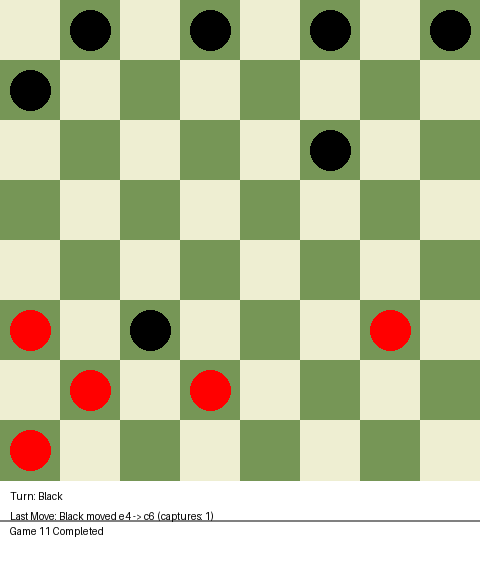 Turn: Black
Last Move: Black moved e4 -> c6 (captures: 1)
Game 11 Completed